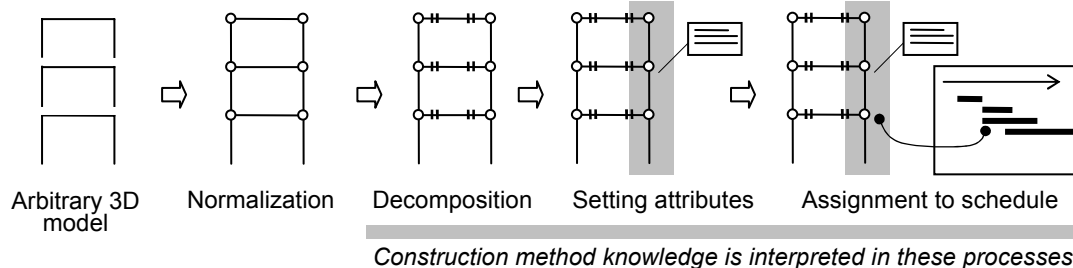 Arbitrary 3D
model
Normalization
Decomposition
Setting attributes
Assignment to schedule
Construction method knowledge is interpreted in these processes